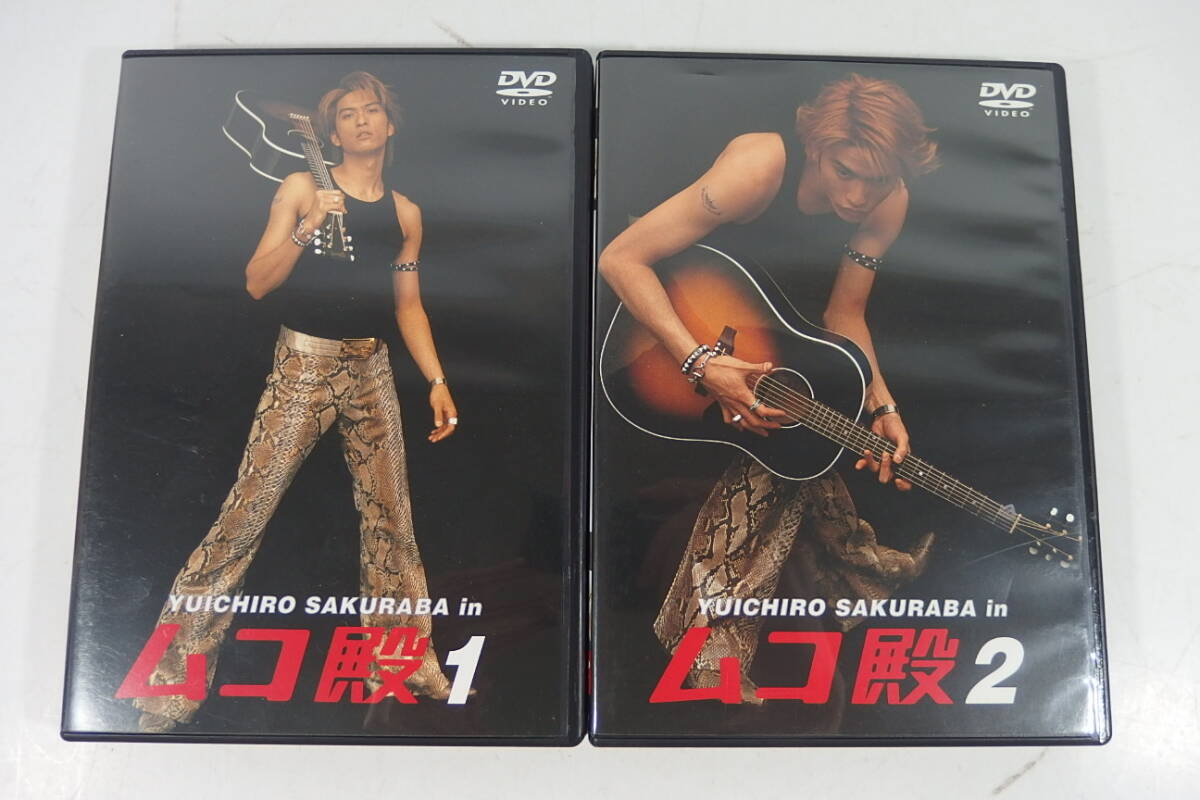 DVD
VIDEO
YUICHIRO SAKURABA in
ムコ殿 1
DVD
VIDEO
YUICHIRO SAKURABA in
ムコ殿 2